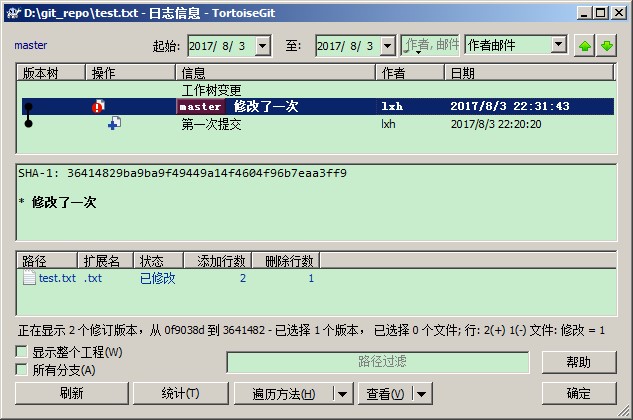 D:\git_repo\test.txt - 日志信息 - TortoiseGit
master 起始: 2017/ 8/ 3 至: 2017/ 8/ 3 作者, 邮件 作者邮件
版本树 操作 信息 作者 日期
工作树变更
master 修改了一次 lxh 2017/8/3 22:31:43
第一次提交 lxh 2017/8/3 22:20:20
SHA-1: 36414829ba9ba9f49449a14f4604f96b7eaa3ff9
* 修改了一次
路径 扩展名 状态 添加行数 删除行数
test.txt .txt 已修改 2 1
正在显示 2 个修订版本，从 0f9038d 到 3641482 - 已选择 1 个版本， 已选择 0 个文件; 行: 2(+) 1(-) 文件: 修改 = 1
显示整个工程(W) 路径过滤 帮助
所有分支(A)
刷新 统计(T) 遍历方法(H) 查看(V) 确定